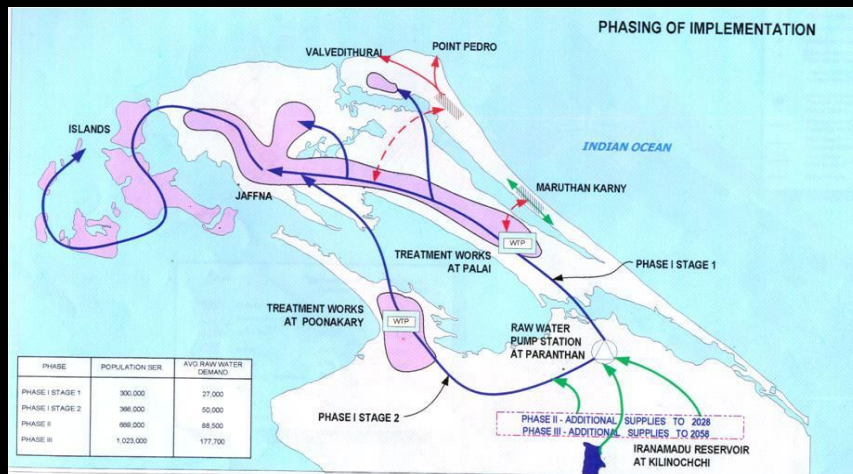 PHASING OF IMPLEMENTATION
POINT PEDRO
VALVEDITHURAI
ISLANDS
INDIAN OCEAN
MARUTHAN KARNY
JAFFNA
WTP
TREATMENT WORKS
AT PALAI
PHASE I STAGE 1
TREATMENT WORKS
AT POONAKARY
WTP
RAW WATER
PUMP STATION
AT PARANTHAN
PHASE I STAGE 2
PHASE II - ADDITIONAL SUPPLIES TO 2028
PHASE III - ADDITIONAL SUPPLIES TO 2058
IRANAMADU RESERVOIR
AT KILINOCHCHI
PHASE POPULATION SER. AVG RAW WATER
DEMAND
PHASE I STAGE 1 300,000 27,000
PHASE I STAGE 2 366,000 50,000
PHASE II 669,000 88,500
PHASE III 1,023,000 177,700